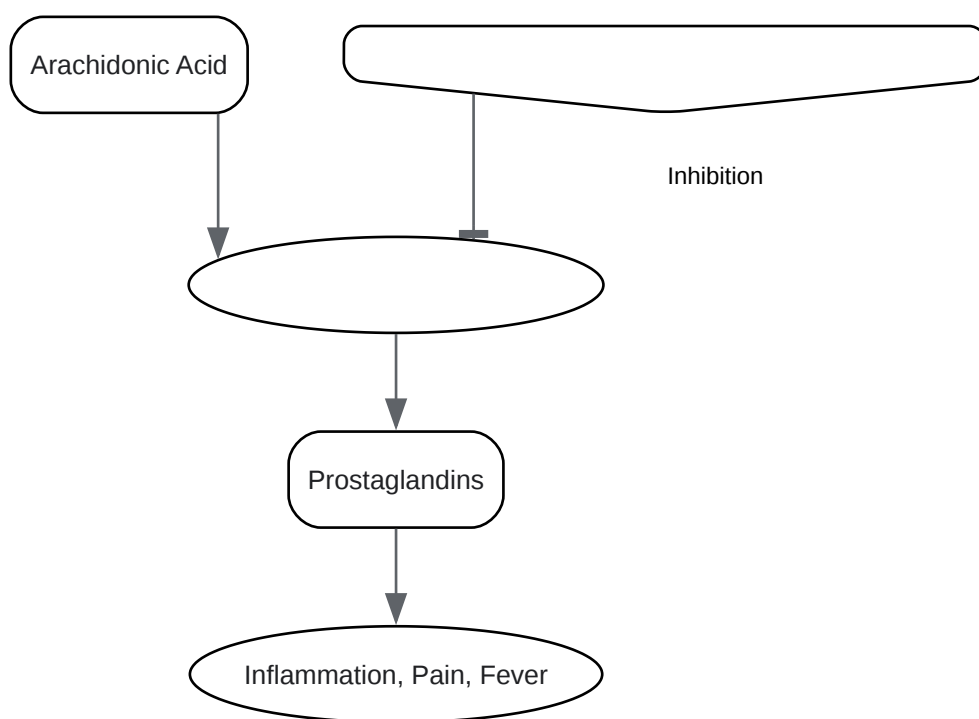 Arachidonic Acid
Inhibition
Prostaglandins
Inflammation, Pain, Fever